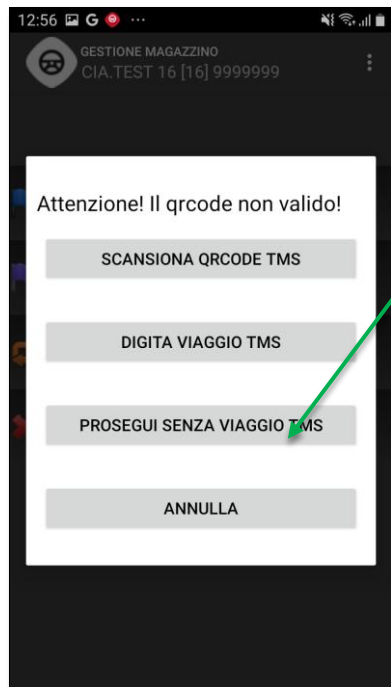 12:56 G ...
GESTIONE MAGAZZINO
CIA.TEST 16 [16] 9999999
Attenzione! Il qrcode non valido!
SCANSIONA QRCODE TMS
DIGITA VIAGGIO TMS
PROSEGUI SENZA VIAGGIO TMS
ANNULLA